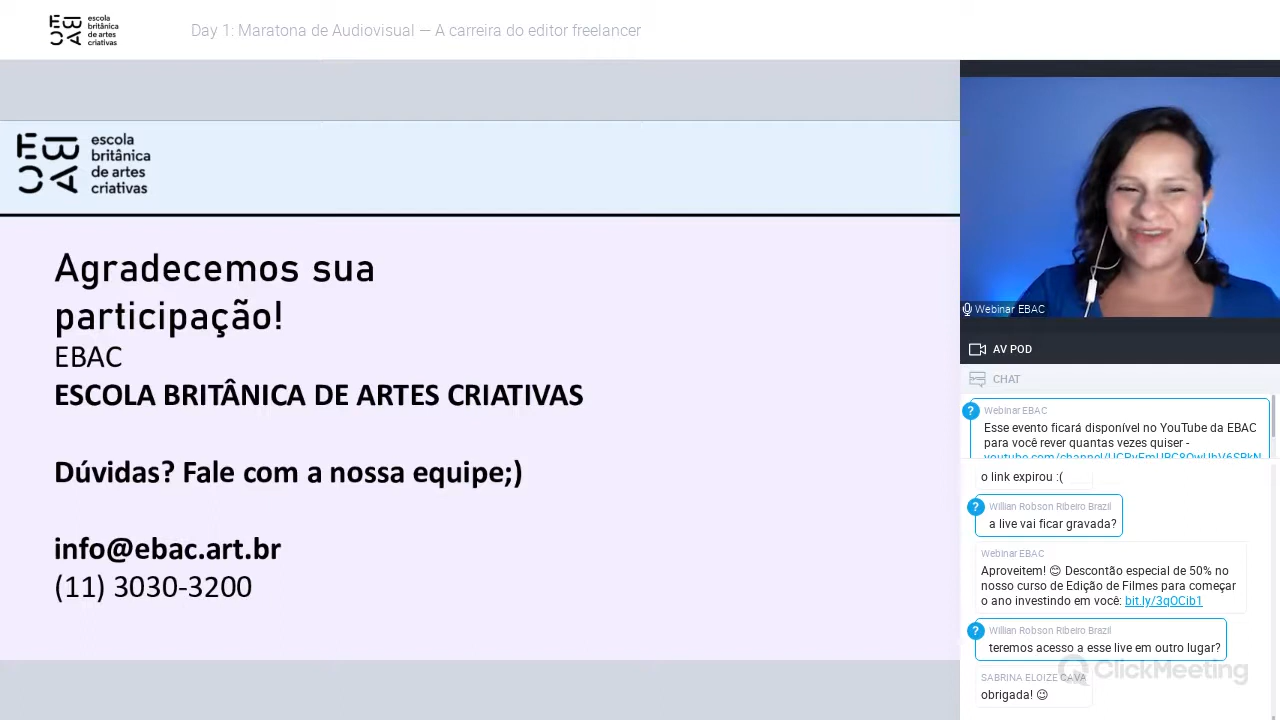 EBAC
escola
britânica
de artes
criativas
Day 1: Maratona de Audiovisual — A carreira do editor freelancer
EBAC
escola
britânica
de artes
criativas
Agradecemos sua
participação!
EBAC
ESCOLA BRITÂNICA DE ARTES CRIATIVAS
Dúvidas? Fale com a nossa equipe;)
info@ebac.art.br
(11) 3030-3200
Webinar EBAC
AV POD
CHAT
?
Webinar EBAC
Esse evento ficará disponível no YouTube da EBAC
para você rever quantas vezes quiser -
o link expirou :(
?
Willian Robson Ribeiro Brazil
a live vai ficar gravada?
Webinar EBAC
Aproveitem! 😊 Descontão especial de 50% no
nosso curso de Edição de Filmes para começar
o ano investindo em você: bit.ly/3qOCib1
?
Willian Robson Ribeiro Brazil
teremos acesso a esse live em outro lugar?
ClickMeeting
SABRINA ELOIZE CAVA
obrigada! 😉